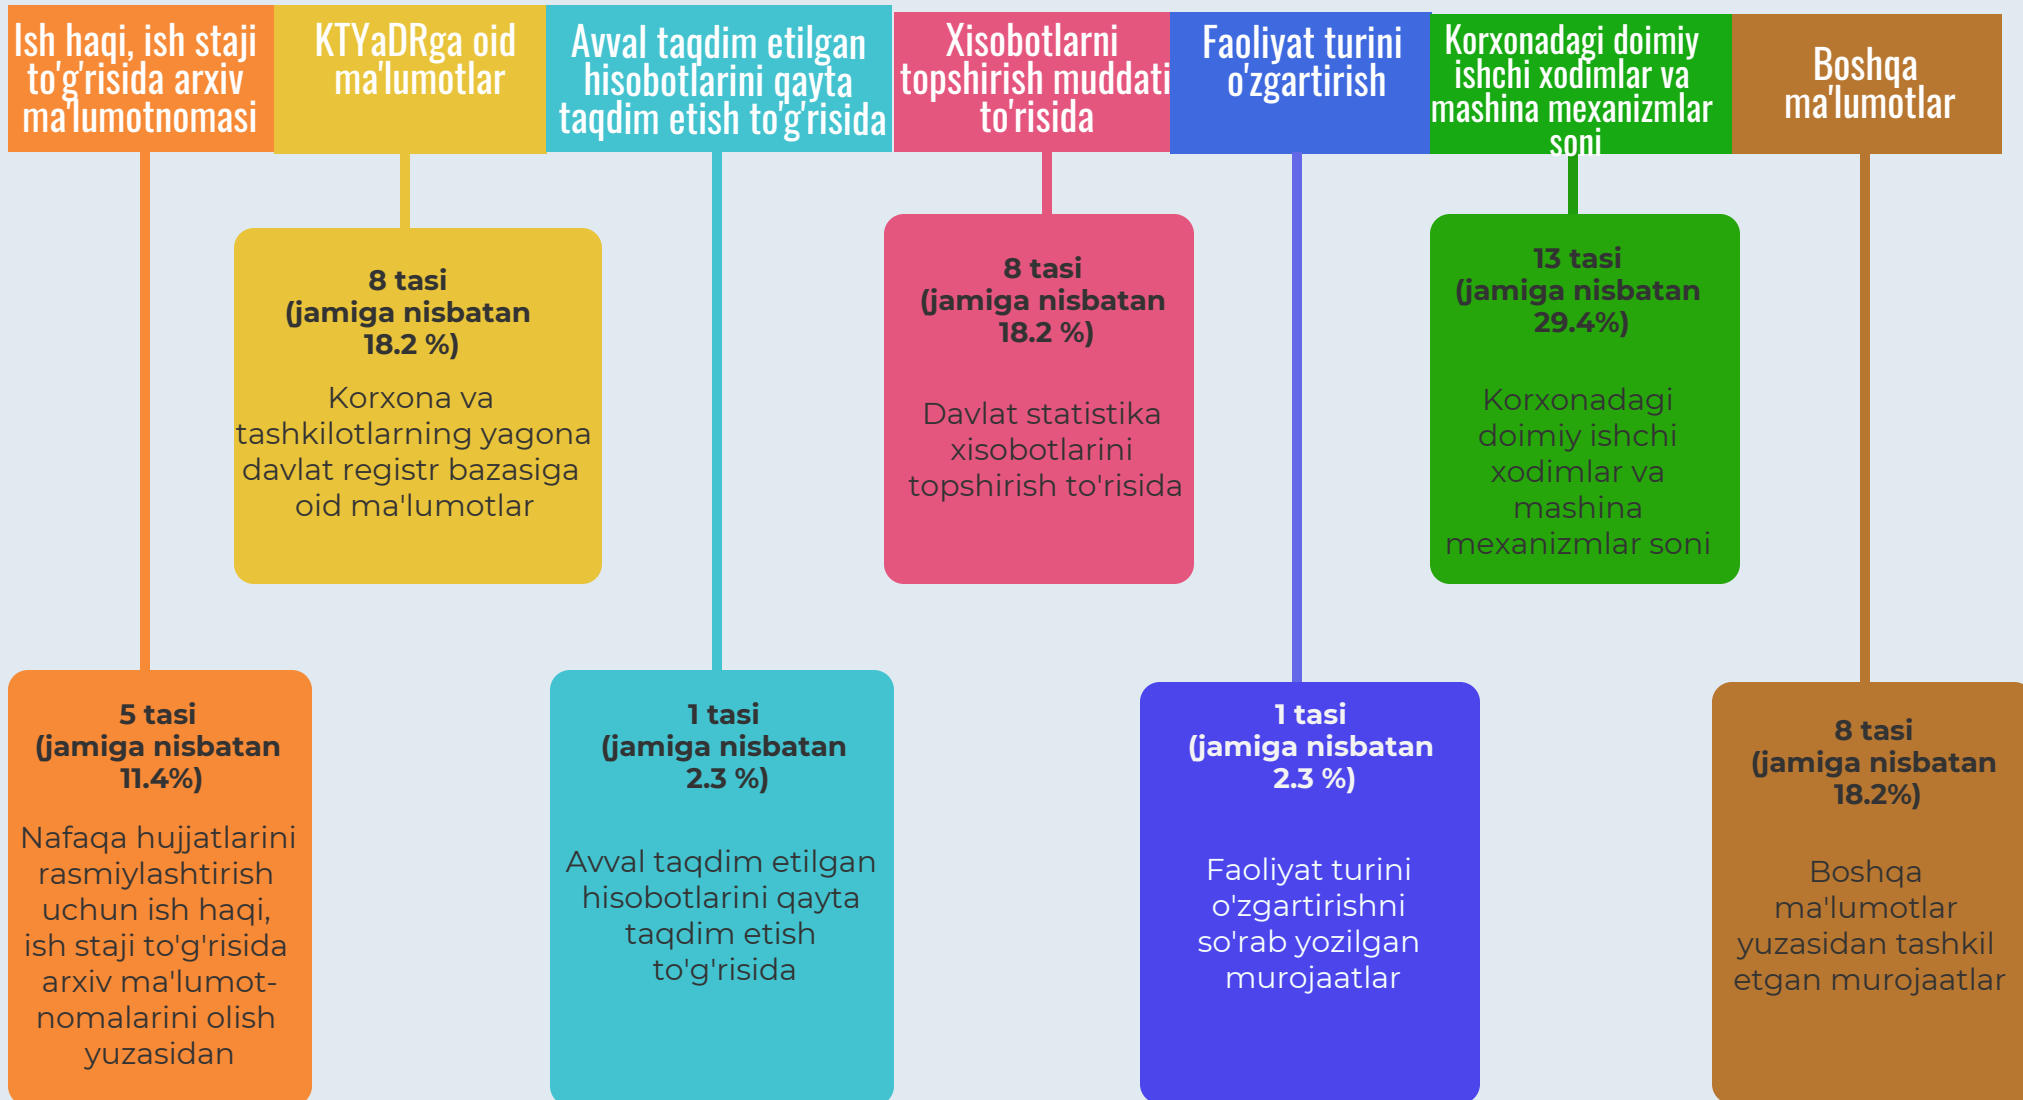 Ish haqi, ish staji
to'g'risida arxiv
ma'lumotnomasi
KTYaDRga oid
ma'lumotlar
Avval taqdim etilgan
hisobotlarini qayta
taqdim etish to'g'risida
Xisobotlarni
topshirish muddati
to'risida
Faoliyat turini
o'zgartirish
Korxonadagi doimiy
ishchi xodimlar va
mashina mexanizmlar
soni
Boshqa
ma'lumotlar
8 tasi
(jamiga nisbatan
18.2 %)
Korxona va
tashkilotlarning yagona
davlat registr bazasiga
oid ma'lumotlar
8 tasi
(jamiga nisbatan
18.2 %)
Davlat statistika
xisobotlarini
topshirish to'risida
13 tasi
(jamiga nisbatan
29.4%)
Korxonadagi
doimiy ishchi
xodimlar va
mashina
mexanizmlar soni
5 tasi
(jamiga nisbatan
11.4%)
Nafaqa hujjatlarini
rasmiylashtirish
uchun ish haqi,
ish staji to'g'risida
arxiv ma'lumot-
nomalarini olish
yuzasidan
1 tasi
(jamiga nisbatan
2.3 %)
Avval taqdim etilgan
hisobotlarini qayta
taqdim etish
to'g'risida
1 tasi
(jamiga nisbatan
2.3 %)
Faoliyat turini
o'zgartirishni
so'rab yozilgan
murojaatlar
8 tasi
(jamiga nisbatan
18.2%)
Boshqa
ma'lumotlar
yuzasidan tashkil
etgan murojaatlar